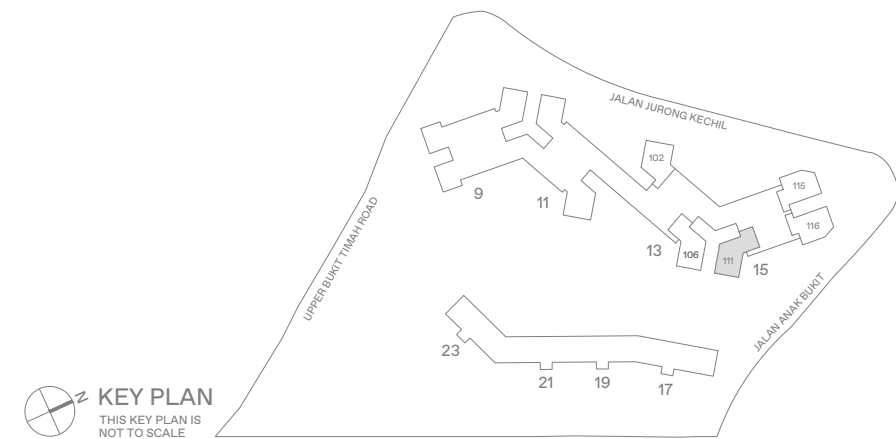 JALAN JURONG KECHIL
102
115
116
9
11
13
106
111
15
UPPER BUKIT TIMAH ROAD
JALAN ANAK BUKIT
23
21
19
17
N
KEY PLAN
THIS KEY PLAN IS
NOT TO SCALE